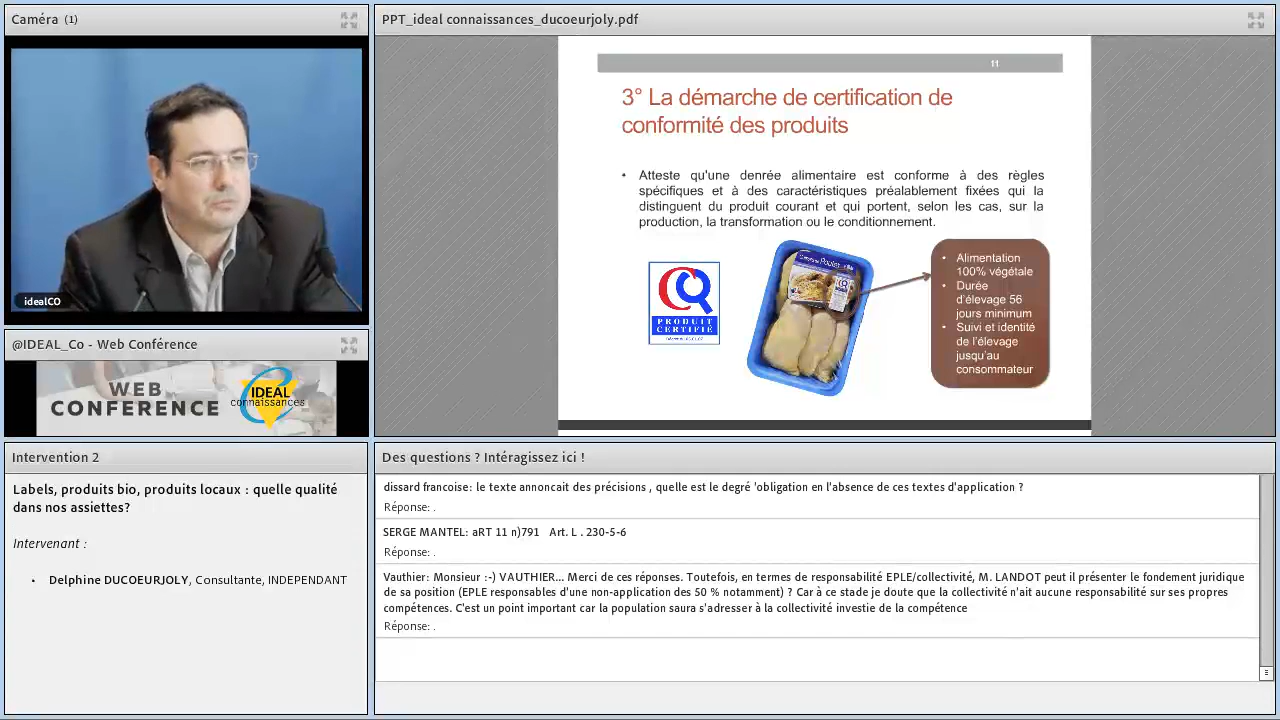 Caméra (1)
idealCO
@IDEAL_Co - Web Conférence
WEB
CONFERENCE
IDEAL
connaissances
Intervention 2
Labels, produits bio, produits locaux : quelle qualité
dans nos assiettes?
Intervenant :
• Delphine DUCOEURJOLY, Consultante, INDEPENDANT
PPT_ideal connaissances_ducoeurjoly.pdf
11
3° La démarche de certification de
conformité des produits
• Atteste qu'une denrée alimentaire est conforme à des règles
spécifiques et à des caractéristiques préalablement fixées qui la
distinguent du produit courant et qui portent, selon les cas, sur la
production, la transformation ou le conditionnement.
PRODUIT
CERTIFIÉ
Poulet
• Alimentation
100% végétale
• Durée
d'élevage 56
jours minimum
• Suivi et identité
de l'élevage
jusqu'au
consommateur
Des questions ? Intéragissez ici !
dissard francoise: le texte annoncait des précisions , quelle est le degré 'obligation en l'absence de ces textes d'application ?
Réponse: .
SERGE MANTEL: aRT 11 n)791 Art. L . 230-5-6
Réponse: .
Vauthier: Monsieur :-) VAUTHIER... Merci de ces réponses. Toutefois, en termes de responsabilité EPLE/collectivité, M. LANDOT peut il présenter le fondement juridique
de sa position (EPLE responsables d'une non-application des 50 % notamment) ? Car à ce stade je doute que la collectivité n'ait aucune responsabilité sur ses propres
compétences. C'est un point important car la population saura s'adresser à la collectivité investie de la compétence
Réponse: .